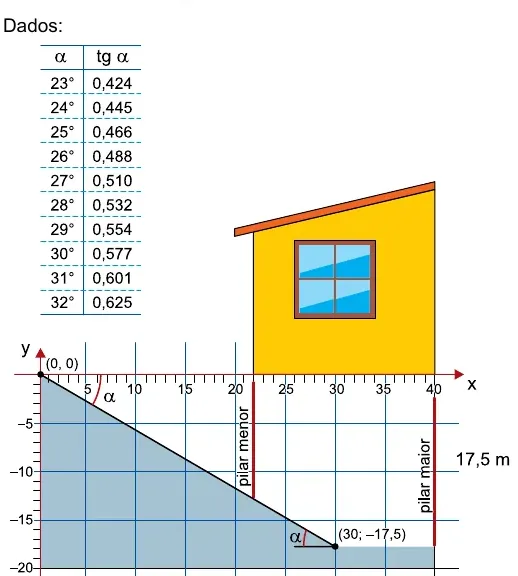 Dados:
α tg α
23° 0,424
24° 0,445
25° 0,466
26° 0,488
27° 0,510
28° 0,532
29° 0,554
30° 0,577
31° 0,601
32° 0,625
y
(0, 0)
5 15 20 25 30 35 40 x
α
–5
–10
–15
–20
pilar menor
pilar maior
17,5 m
α
(30; –17,5)